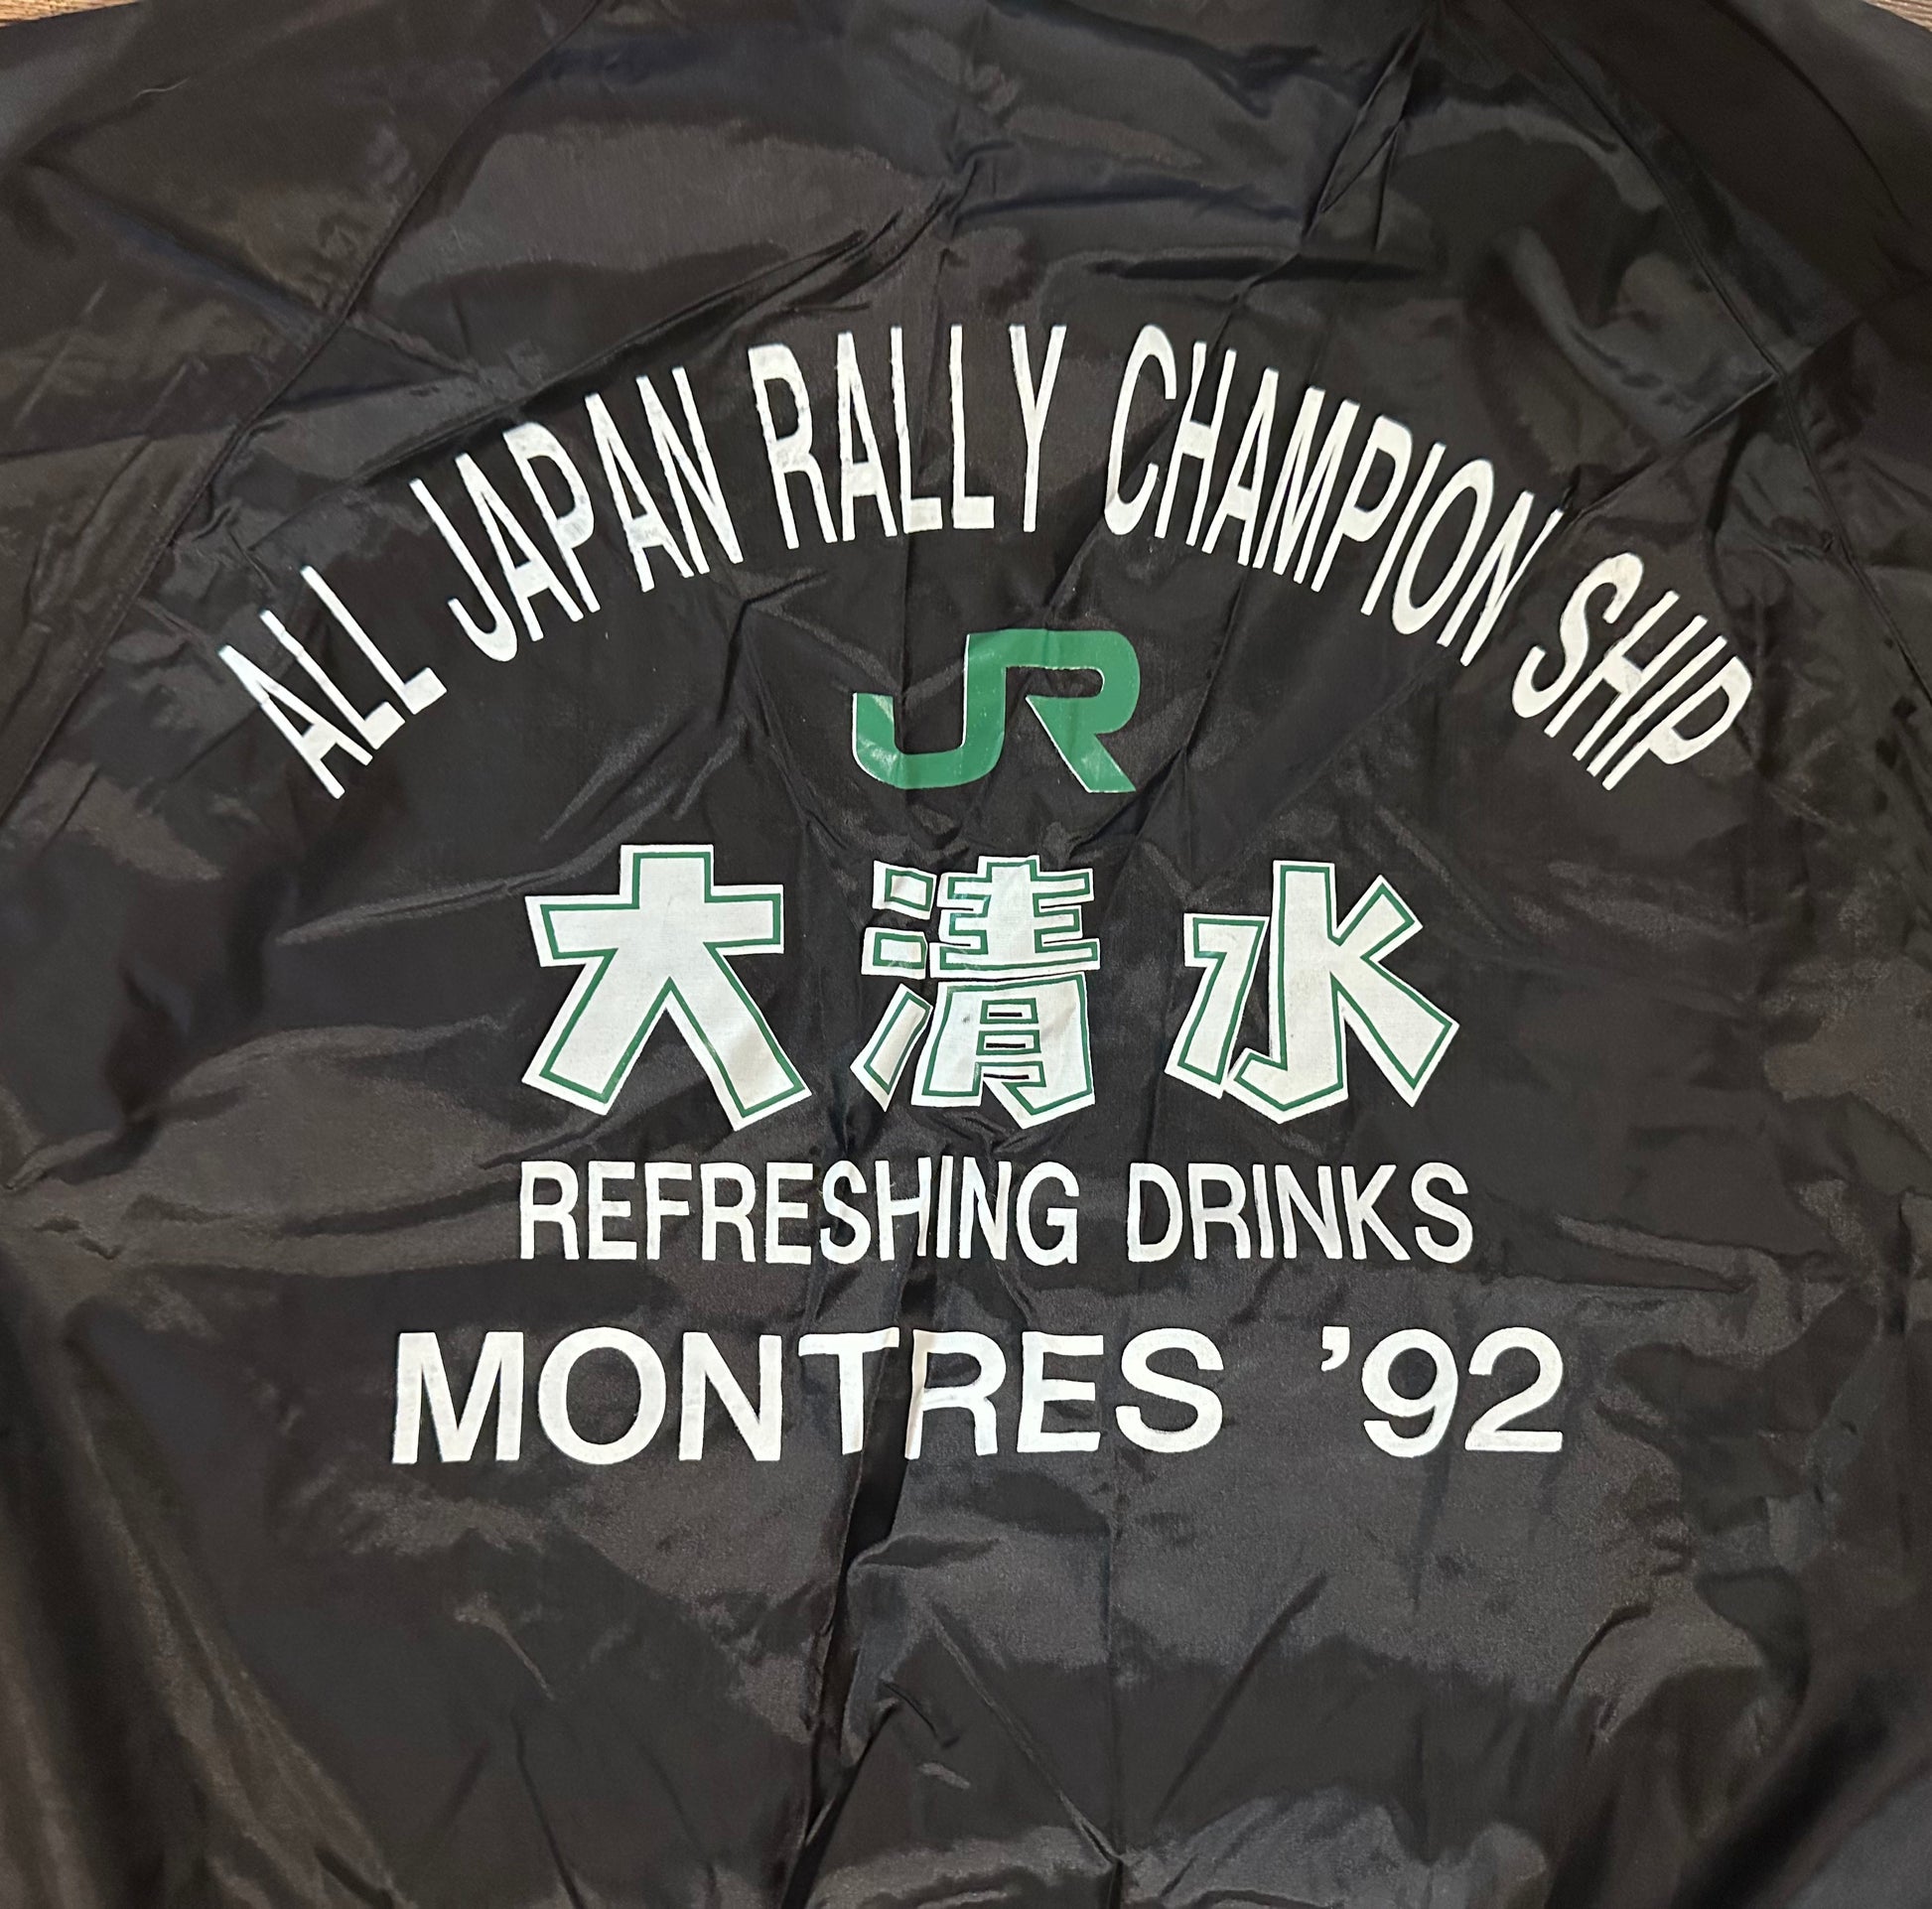 ALL JAPAN RALLY CHAMPION SHIP
JR
大清水
REFRESHING DRINKS
MONTRES '92